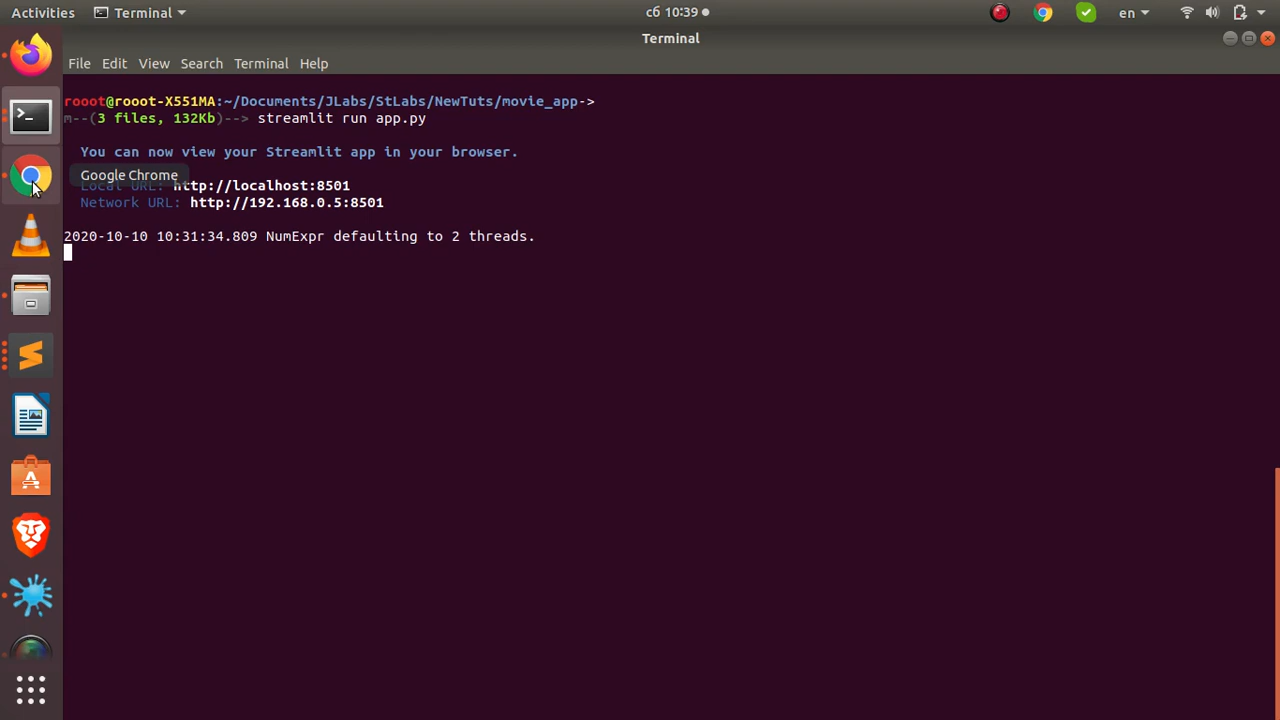 Activities Terminal сб 10:39 en
Terminal
File Edit View Search Terminal Help
rooot@rooot-X551MA:~/Documents/JLabs/StLabs/NewTuts/movie_app->
m--(3 files, 132Kb)--> streamlit run app.py
You can now view your Streamlit app in your browser.
Google Chrome
Local URL: http://localhost:8501
Network URL: http://192.168.0.5:8501
2020-10-10 10:31:34.809 NumExpr defaulting to 2 threads.